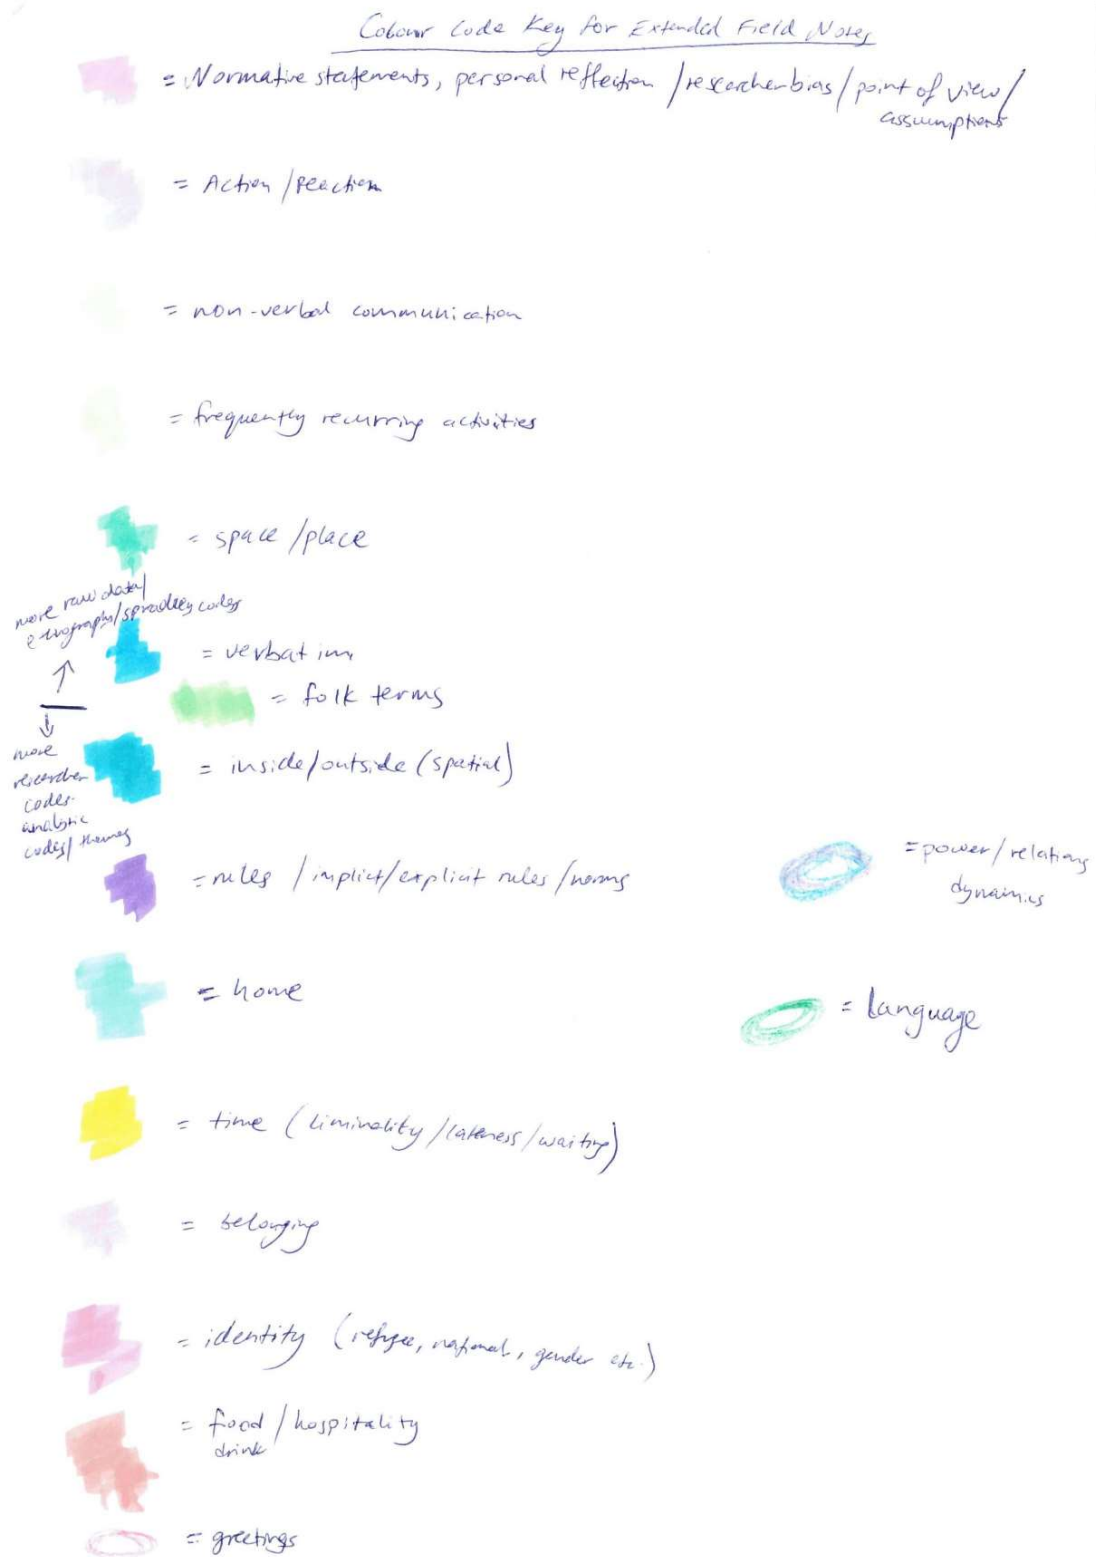 Colour Code Key for Extended Field Notes
= Normative statements, personal reflection / researcher bias / point of view /
assumptions
= Action / reaction
= non-verbal communication
= frequently recurring activities
= space / place
more raw data /
ethnography / spradley codes
= verbatim
= folk terms
more
researcher
codes.
analytic
codes / themes
= inside/outside (spatial)
= rules / implicit/explicit rules / norms
= power / relations
dynamics
= home
= language
= time (liminality / lateness / waiting)
= belonging
= identity (refugee, national, gender etc.)
= food / hospitality
drink
= greetings